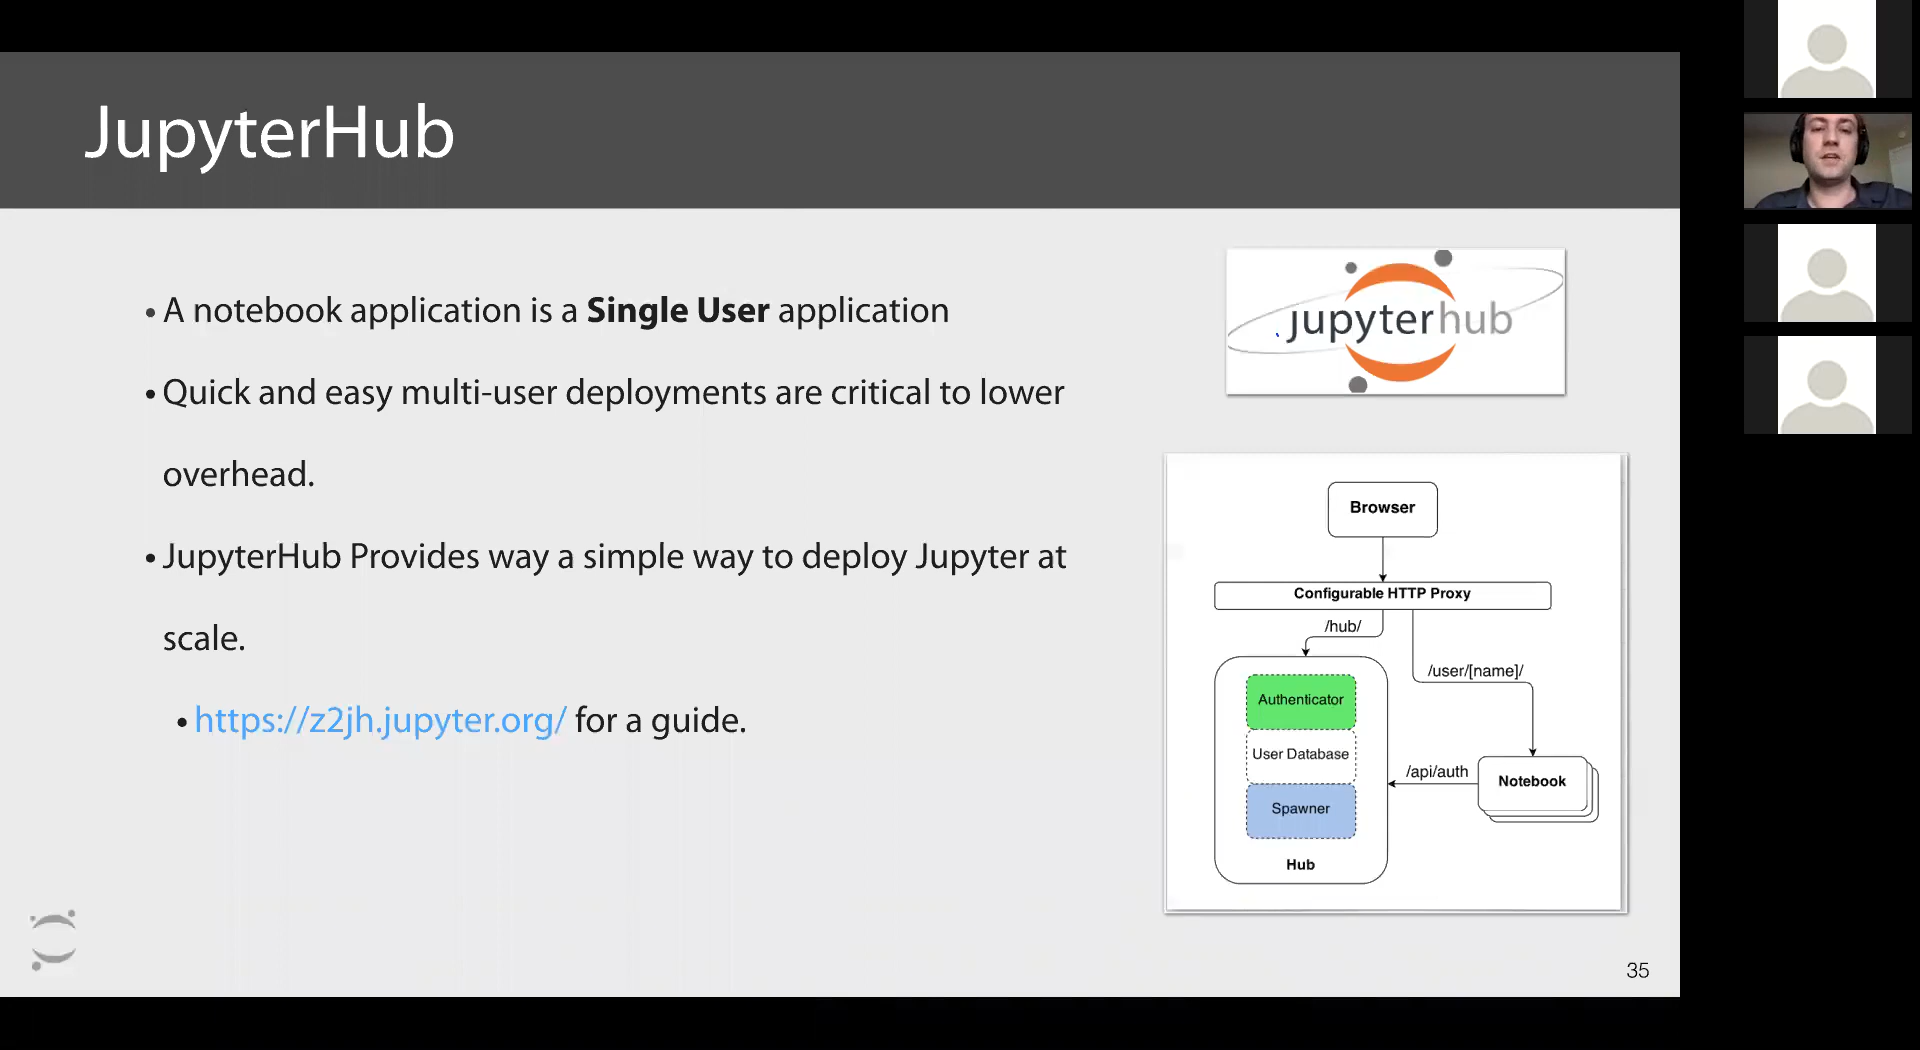 JupyterHub
• A notebook application is a Single User application
• Quick and easy multi-user deployments are critical to lower
overhead.
• JupyterHub Provides way a simple way to deploy Jupyter at
scale.
• https://z2jh.jupyter.org/ for a guide.
jupyterhub
Browser
Configurable HTTP Proxy
/hub/
/user/[name]/
Authenticator
User Database
/api/auth
Notebook
Spawner
Hub
35